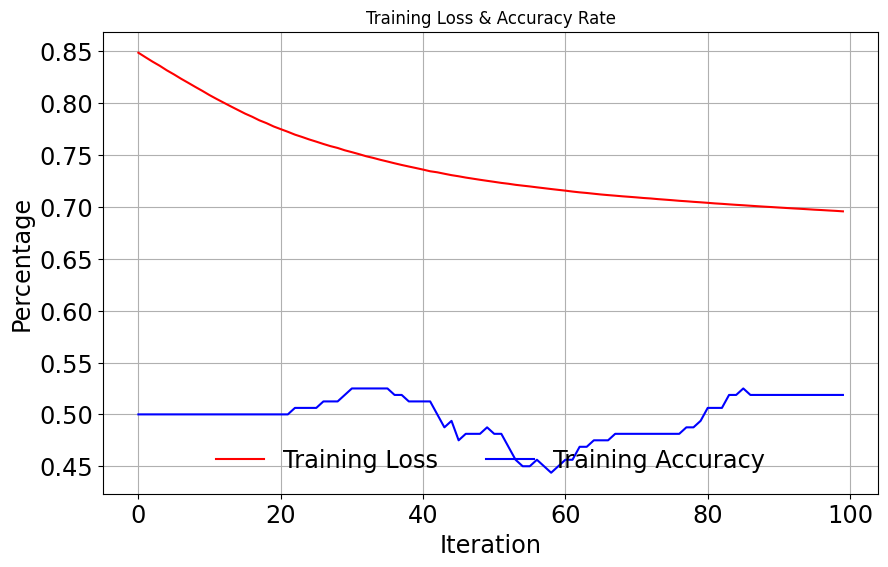 Training Loss & Accuracy Rate
0.85
0.80
0.75
0.70
0.65
0.60
0.55
0.50
0.45
Percentage
Training Loss Training Accuracy
0 20 40 60 80 100
Iteration